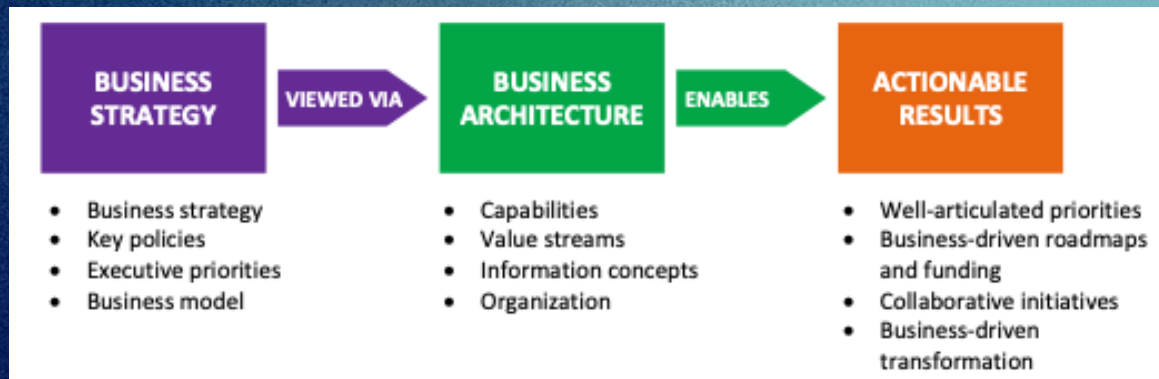 BUSINESS
STRATEGY
VIEWED VIA
BUSINESS
ARCHITECTURE
ENABLES
ACTIONABLE
RESULTS
• Business strategy
• Key policies
• Executive priorities
• Business model
• Capabilities
• Value streams
• Information concepts
• Organization
• Well-articulated priorities
• Business-driven roadmaps
and funding
• Collaborative initiatives
• Business-driven
transformation